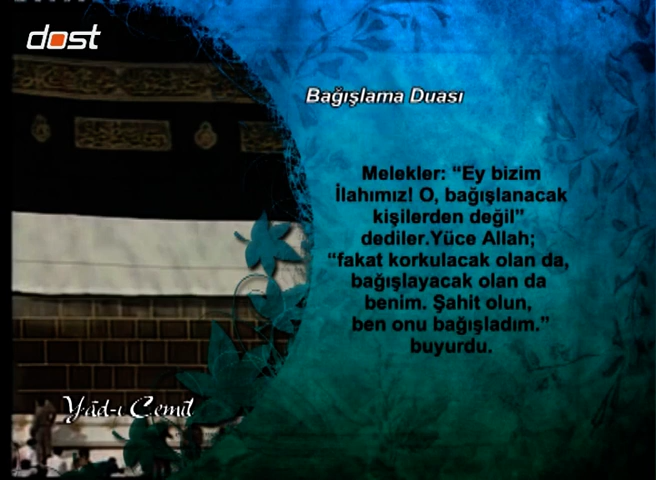 dost
Bağışlama Duası
Melekler: “Ey bizim
İlahımız! O, bağışlanacak
kişilerden değil”
dediler.Yüce Allah;
“fakat korkulacak olan da,
bağışlayacak olan da
benim. Şahit olun,
ben onu bağışladım.”
buyurdu.
Yâd-ı Cemil